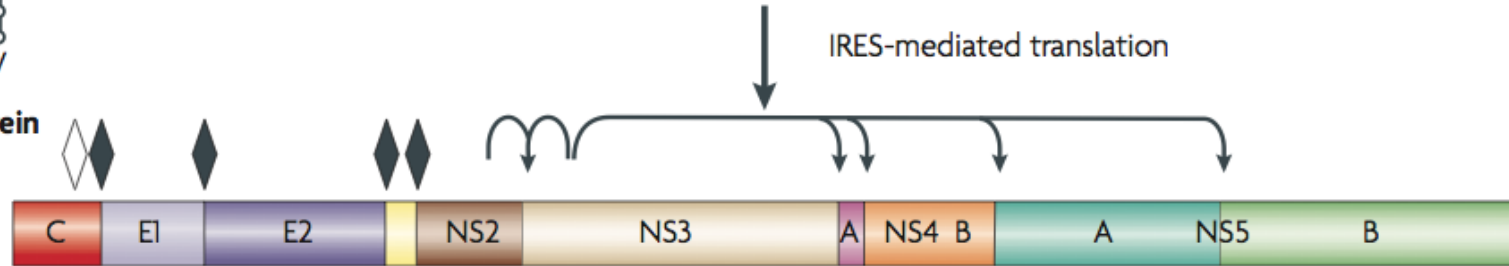 IRES-mediated translation
ein
C E1 E2 NS2 NS3 A NS4 B A NS5 B